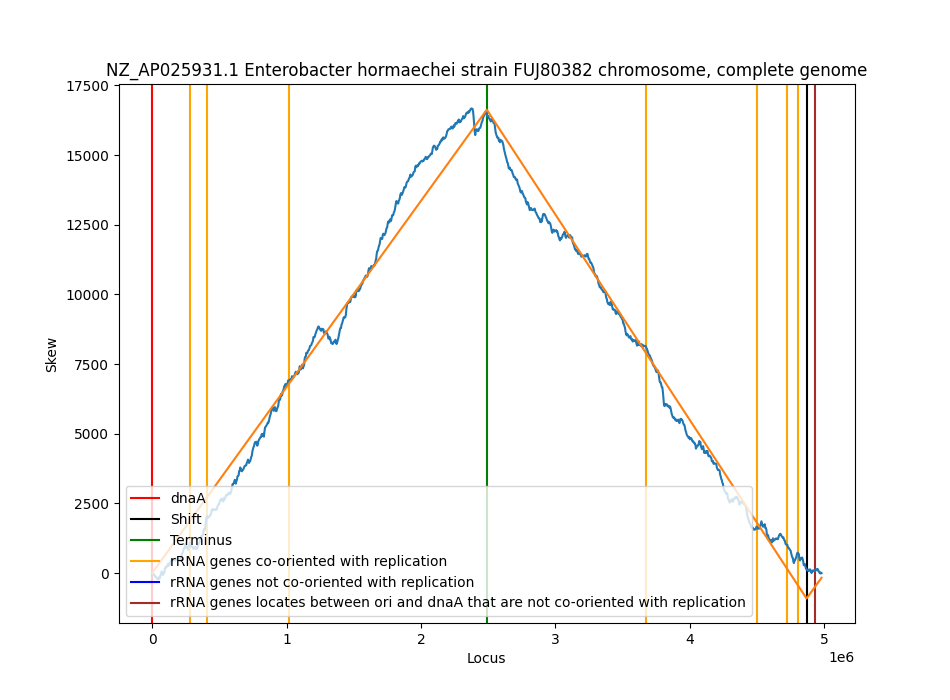 NZ_AP025931.1 Enterobacter hormaechei strain FUJ80382 chromosome, complete genome
17500
15000
12500
10000
7500
5000
2500
0
Skew
dnaA
Shift
Terminus
rRNA genes co-oriented with replication
rRNA genes not co-oriented with replication
rRNA genes locates between ori and dnaA that are not co-oriented with replication
0 1 2 3 4 5
1e6
Locus